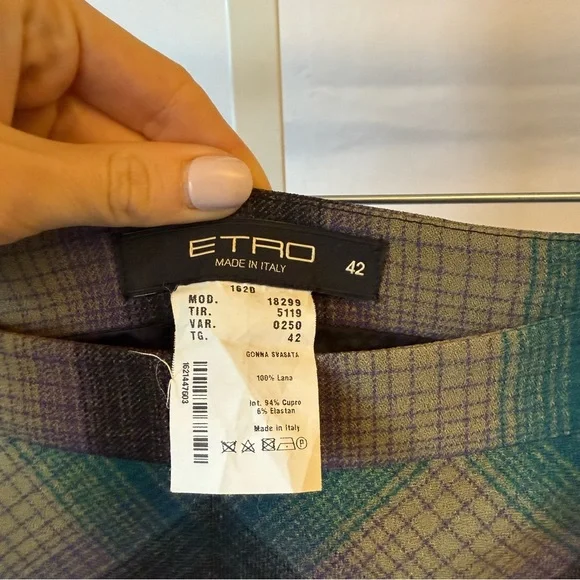 ETRO
MADE IN ITALY
42
1620
MOD. 18299
TIR. 5119
VAR. 0250
TG. 42
GONNA SVASATA
100% Lana
Int. 94% Cupro
6% Elastan
Made in Italy
P
1621447603